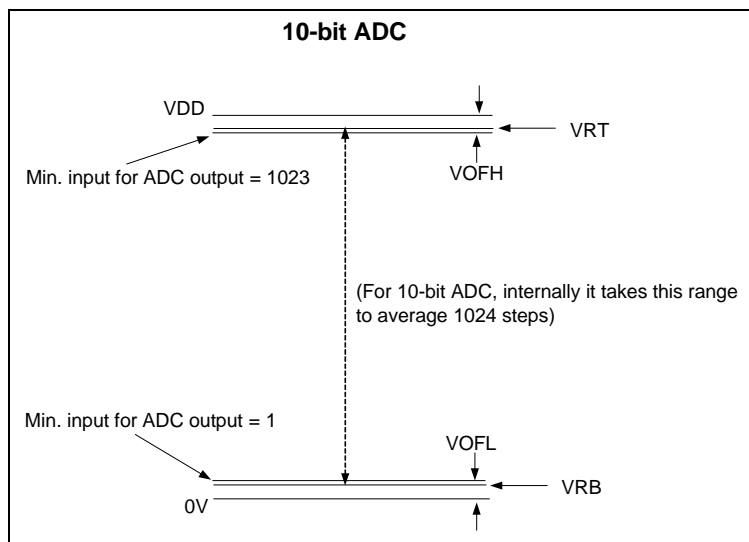 10-bit ADC
VDD
VRT
Min. input for ADC output = 1023
VOFH
(For 10-bit ADC, internally it takes this range
to average 1024 steps)
Min. input for ADC output = 1
VOFL
VRB
0V